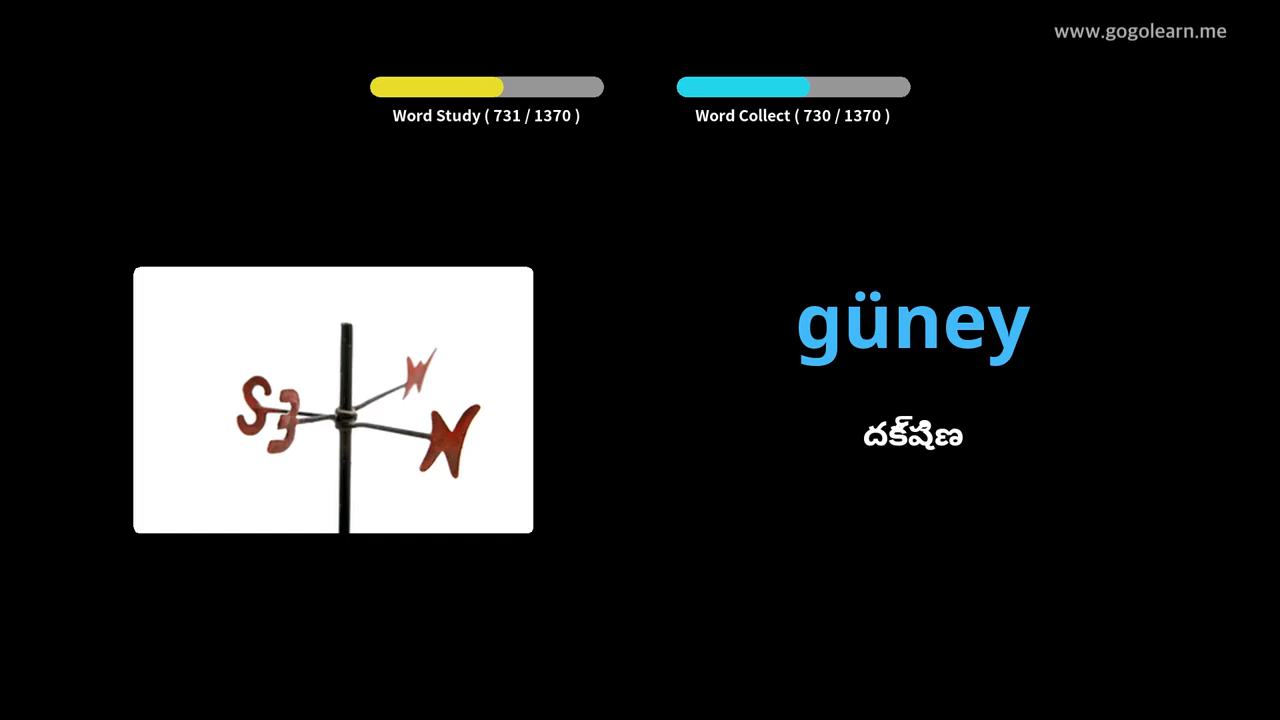 www.gogolearn.me
Word Study ( 731 / 1370 )
Word Collect ( 730 / 1370 )
güney
దక్షిణ
S
E
W
N